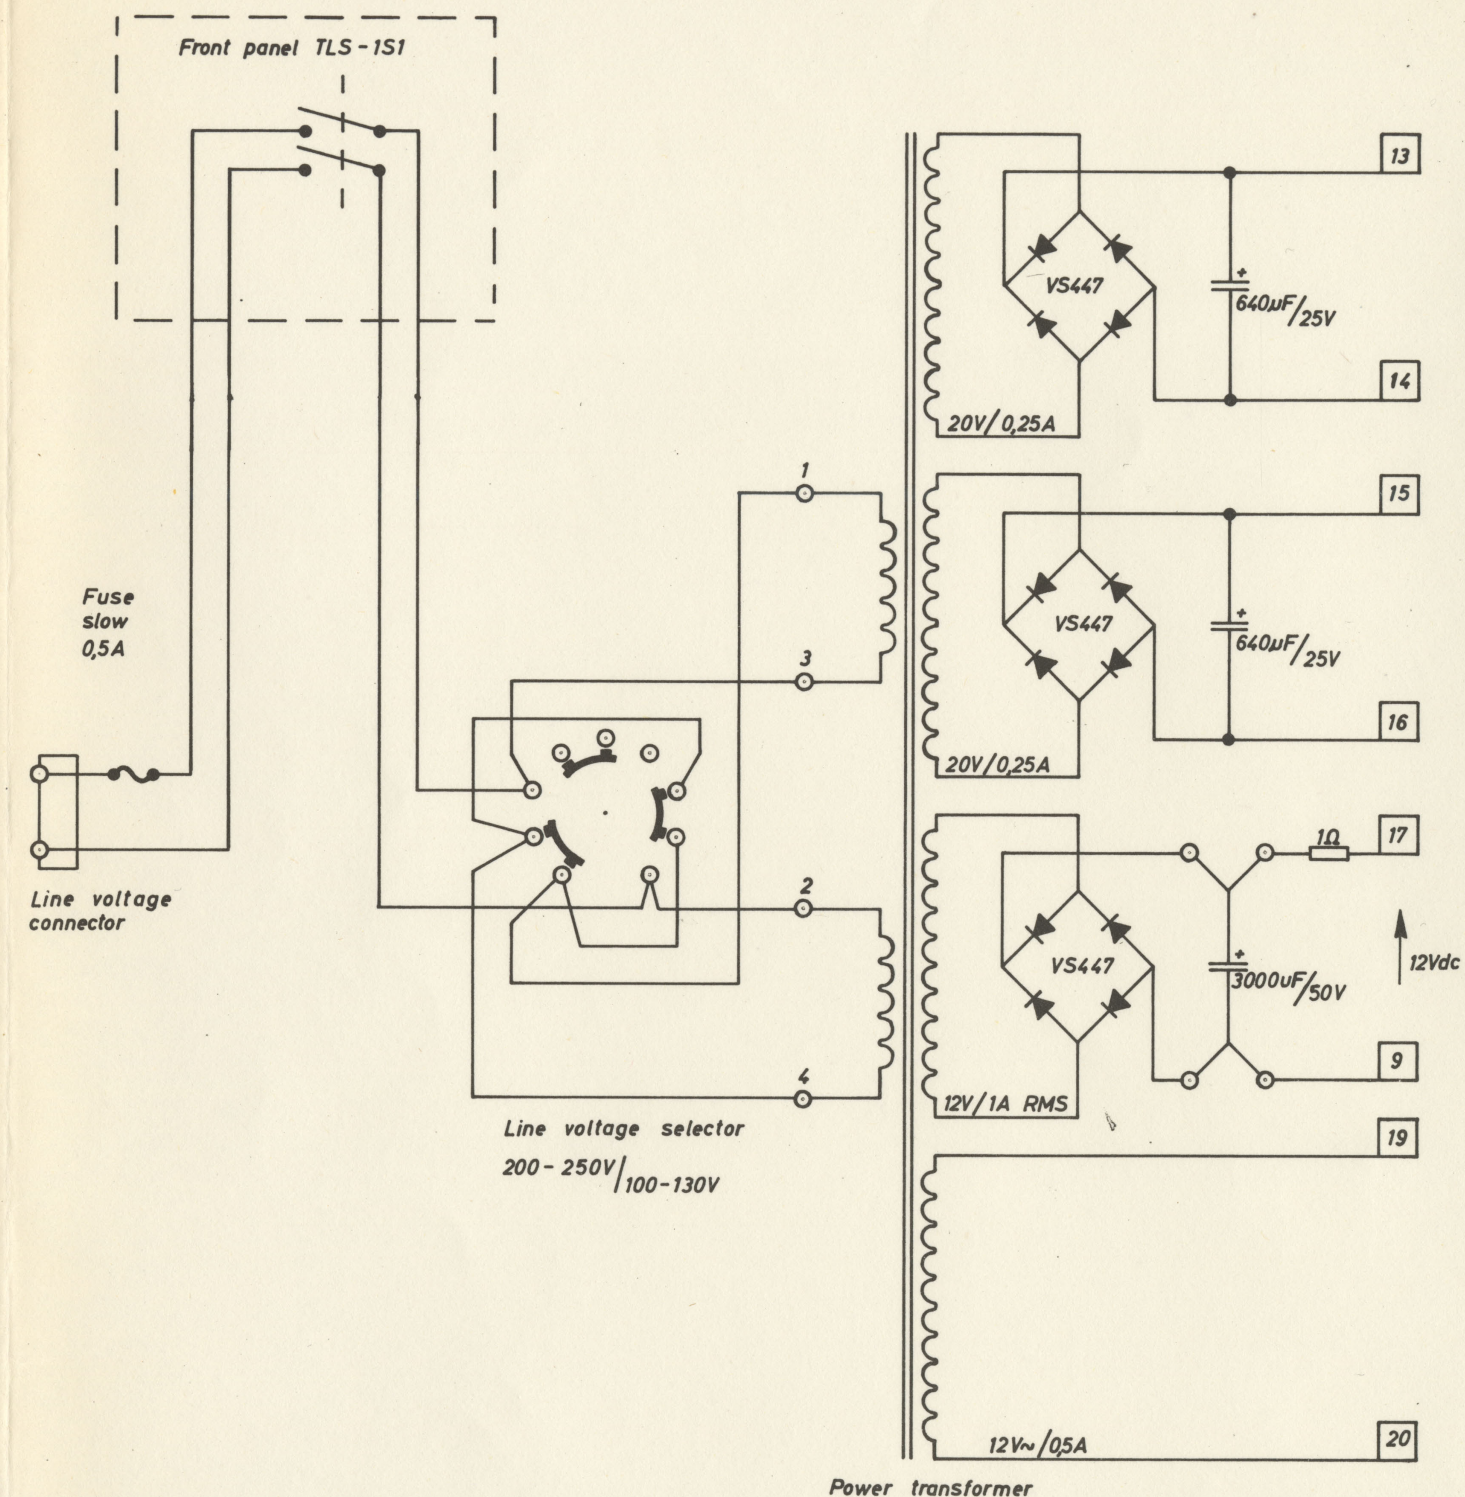 Front panel TLS-1S1
13
VS447
+
640µF/25V
14
20V/0,25A
1
15
Fuse
slow
0,5A
VS447
+
640µF/25V
3
16
20V/0,25A
1Ω
17
Line voltage
connector
2
VS447
+
3000uF/50V
12Vdc
9
4
12V/1A RMS
Line voltage selector
200-250V/100-130V
19
12V~/0,5A
20
Power transformer